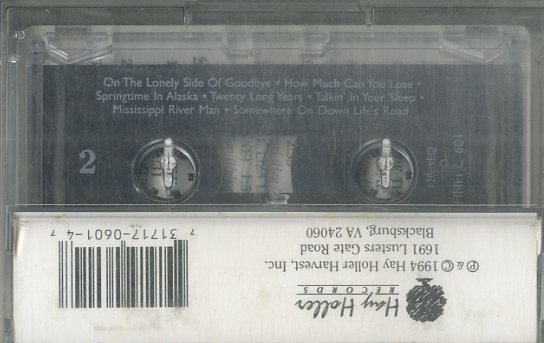 On The Lonely Side Of Goodbye • How Much Can You Lose •
Springtime In Alaska • Twenty Long Years • Talkin' In Your Sleep •
Mississippi River Man • Somewhere On Down Life's Road
2
120-EQ
HHH C 601
Hay Holler
RECORDS
℗ & © 1994 Hay Holler Harvest, Inc.
1691 Lusters Gate Road
Blacksburg, VA 24060
7 31717-0601-4 7